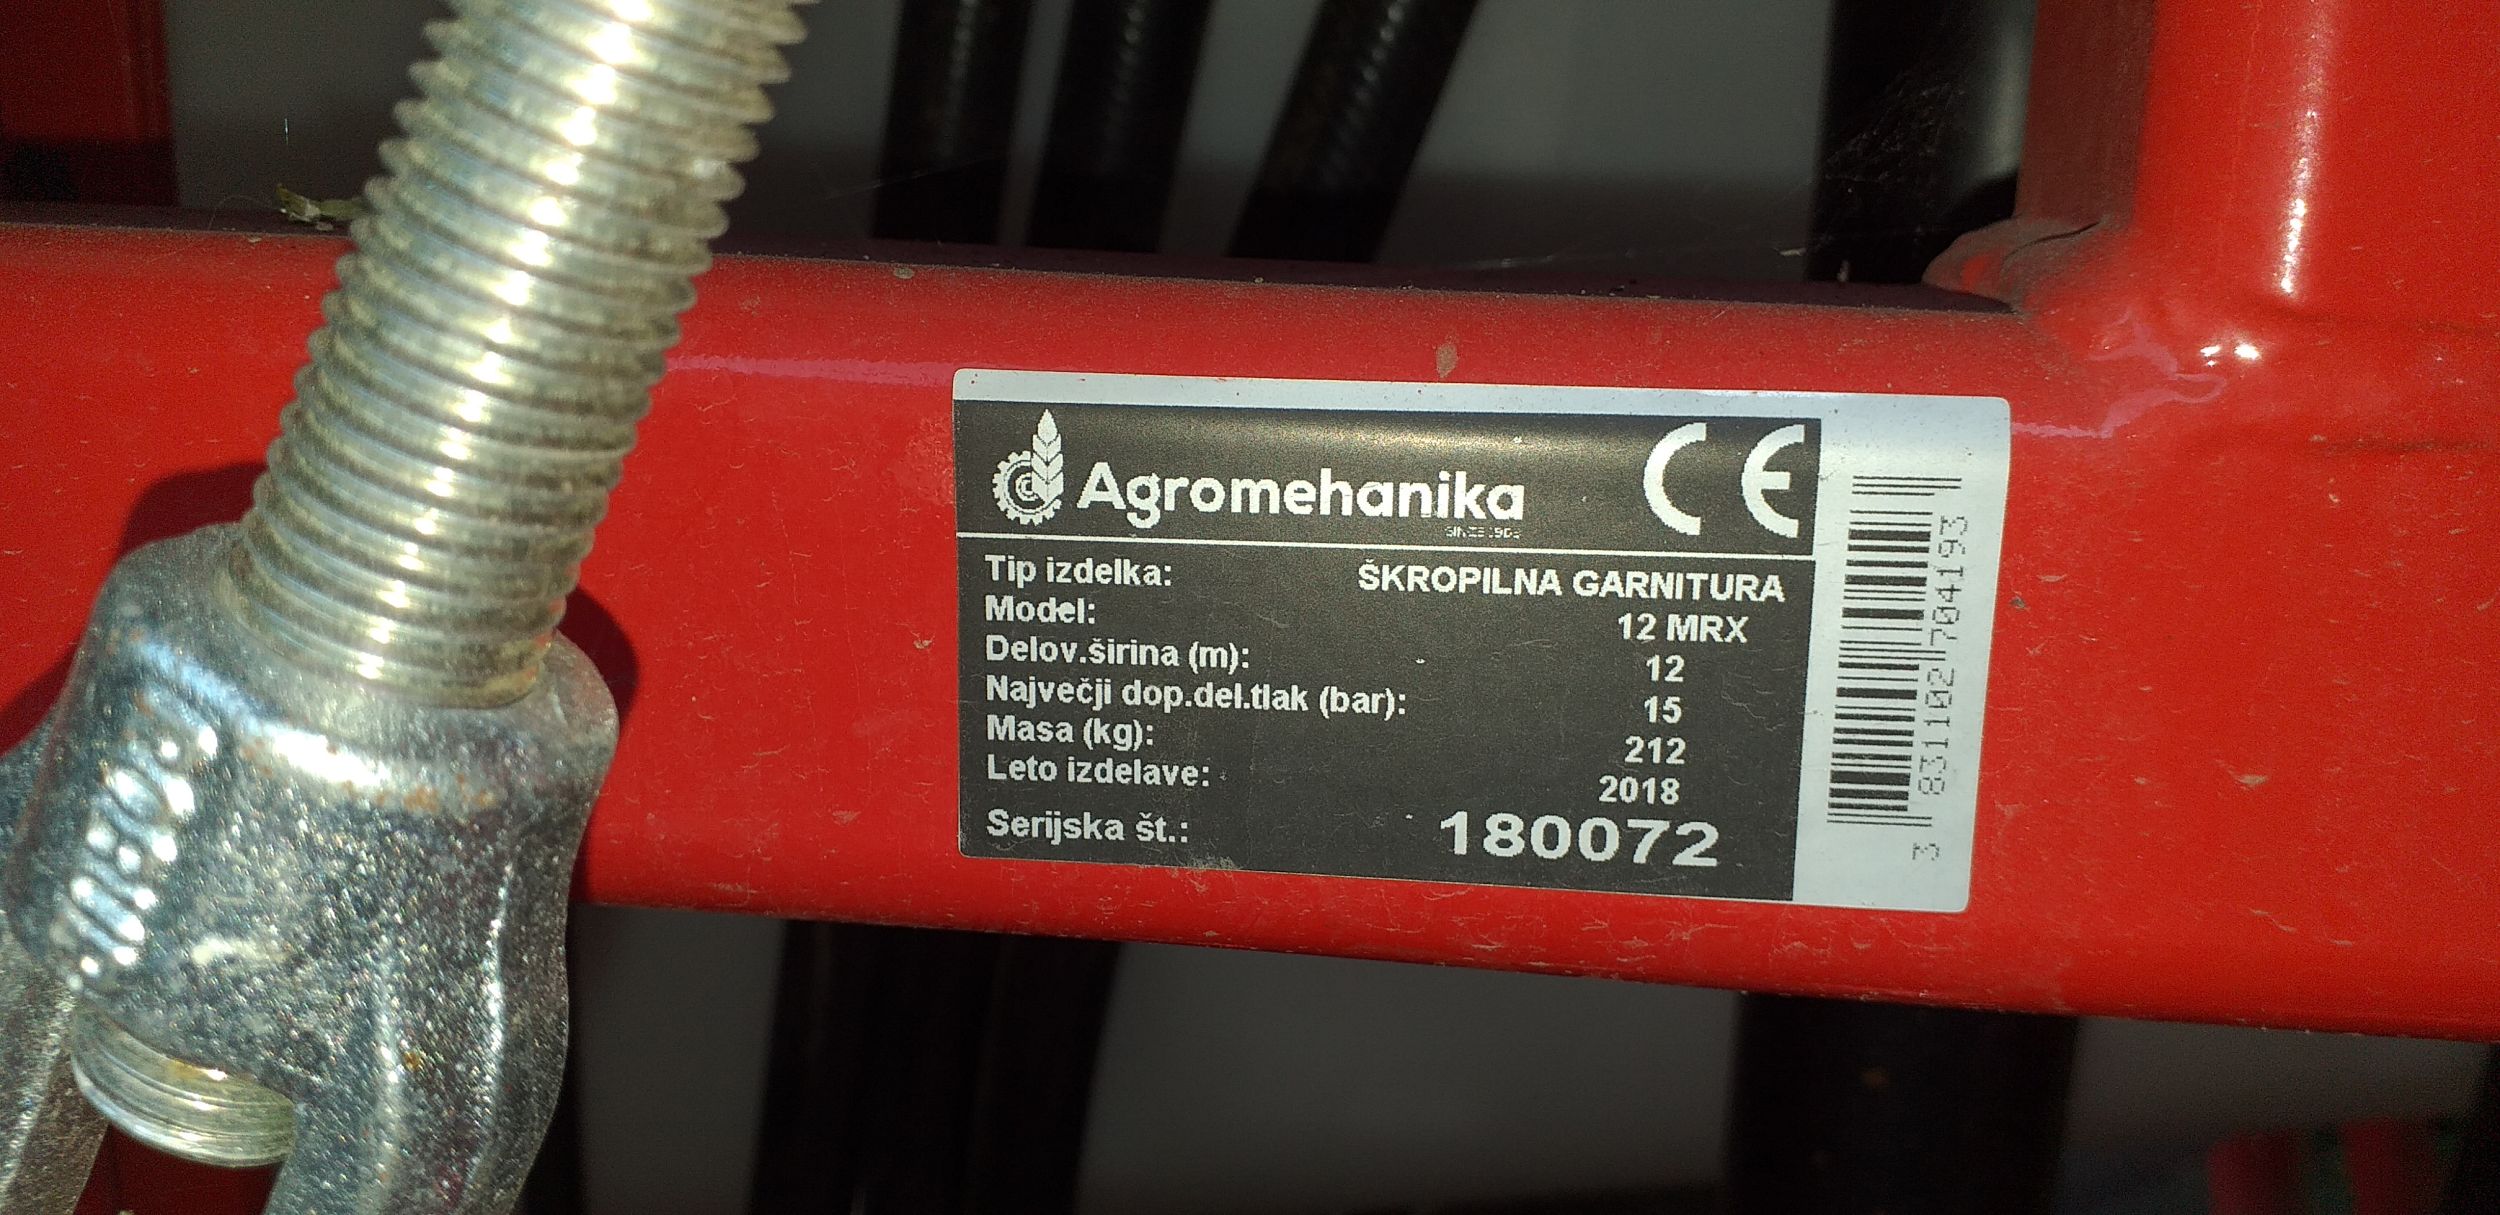 Agromehanika
CE
Tip izdelka: ŠKROPILNA GARNITURA
Model: 12 MRX
Delov.širina (m): 12
Največji dop.del.tlak (bar): 15
Masa (kg): 212
Leto izdelave: 2018
Serijska št.: 180072
3 831102 704193